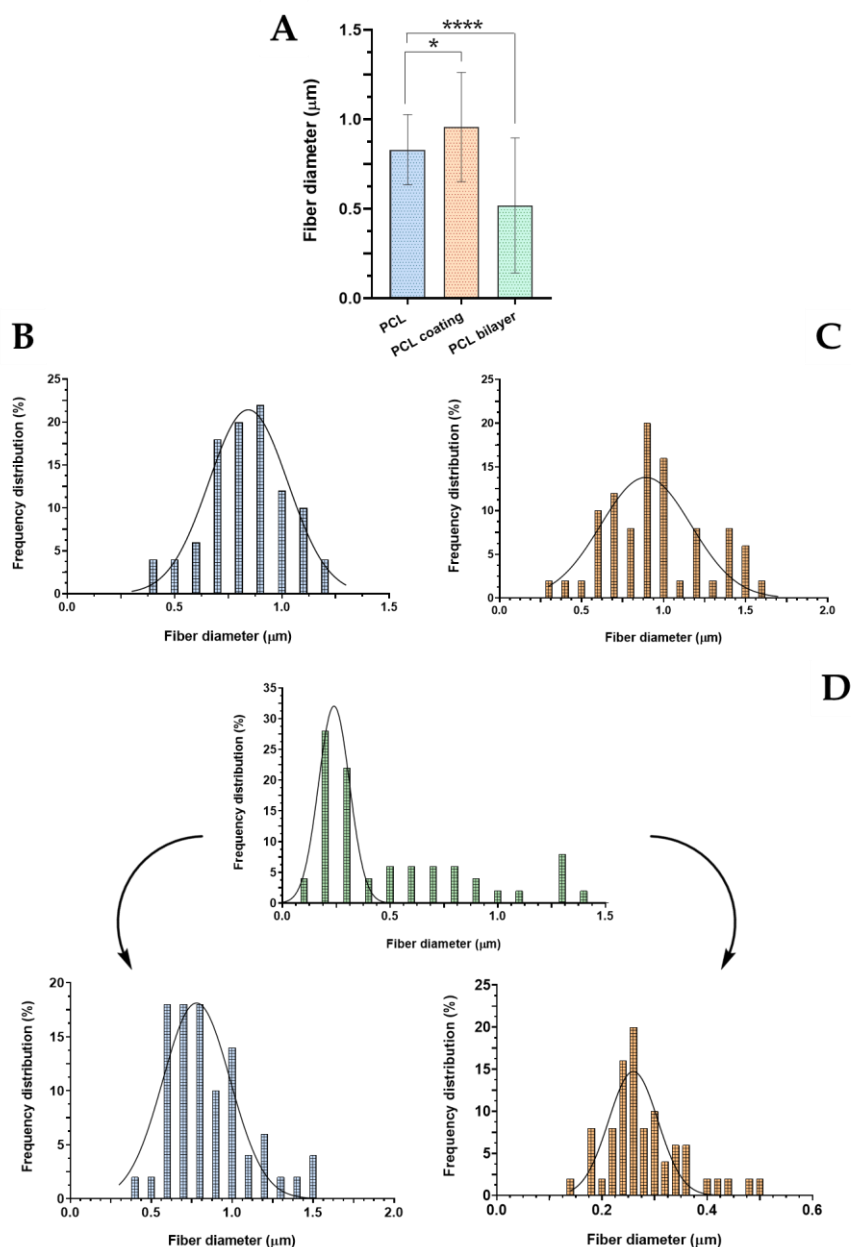 A
****
*
Fiber diameter (μm)
1.5
1.0
0.5
0.0
PCL
PCL coating
PCL bilayer
B
Frequency distribution (%)
25
20
15
10
5
0
0.0 0.5 1.0 1.5
Fiber diameter (μm)
C
Frequency distribution (%)
25
20
15
10
5
0
0.0 0.5 1.0 1.5 2.0
Fiber diameter (μm)
D
Frequency distribution (%)
35
30
25
20
15
10
5
0
0.0 0.5 1.0 1.5
Fiber diameter (μm)
Frequency distribution (%)
20
15
10
5
0
0.0 0.5 1.0 1.5 2.0
Fiber diameter (μm)
Frequency distribution (%)
25
20
15
10
5
0
0.0 0.2 0.4 0.6
Fiber diameter (μm)